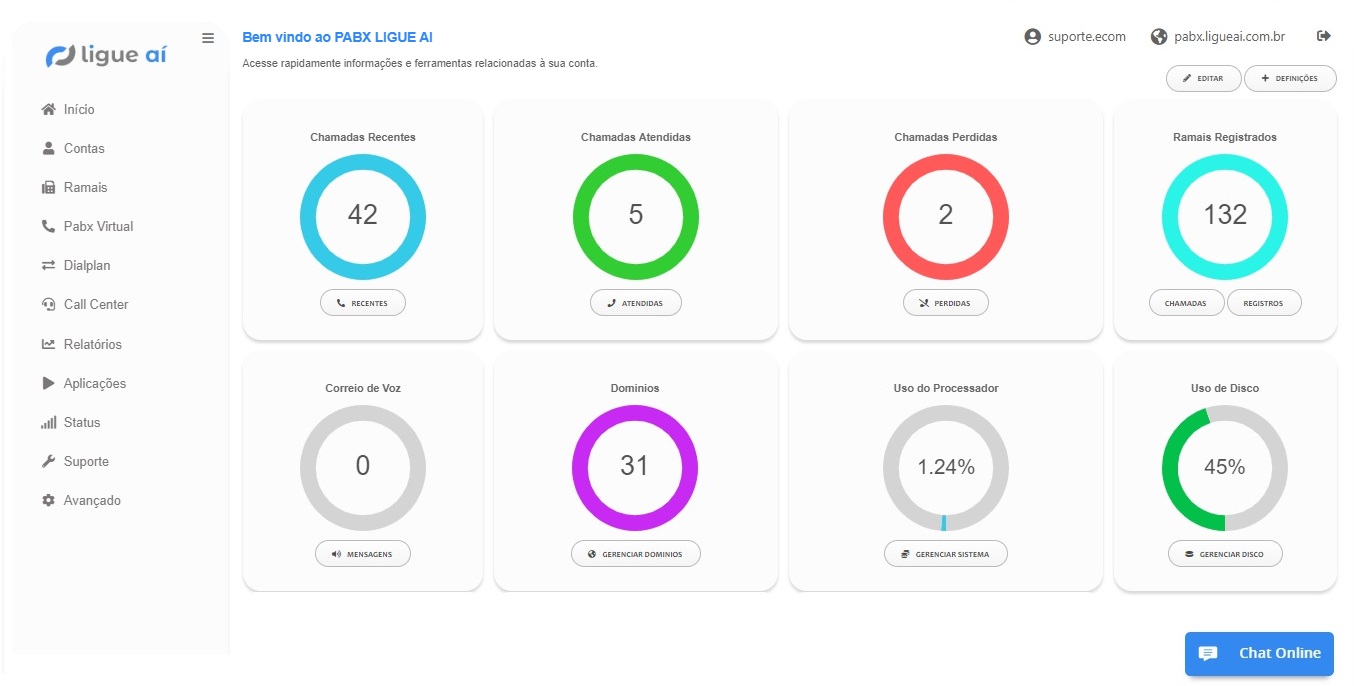 ligue aí
Início
Contas
Ramais
Pabx Virtual
Dialplan
Call Center
Relatórios
Aplicações
Status
Suporte
Avançado
Bem vindo ao PABX LIGUE AI
suporte.ecom
pabx.ligueai.com.br
Acesse rapidamente informações e ferramentas relacionadas à sua conta.
EDITAR
DEFINIÇÕES
Chamadas Recentes
42
RECENTES
Chamadas Atendidas
5
ATENDIDAS
Chamadas Perdidas
2
PERDIDAS
Ramais Registrados
132
CHAMADAS
REGISTROS
Correio de Voz
0
MENSAGENS
Domínios
31
GERENCIAR DOMINIOS
Uso do Processador
1.24%
GERENCIAR SISTEMA
Uso de Disco
45%
GERENCIAR DISCO
Chat Online